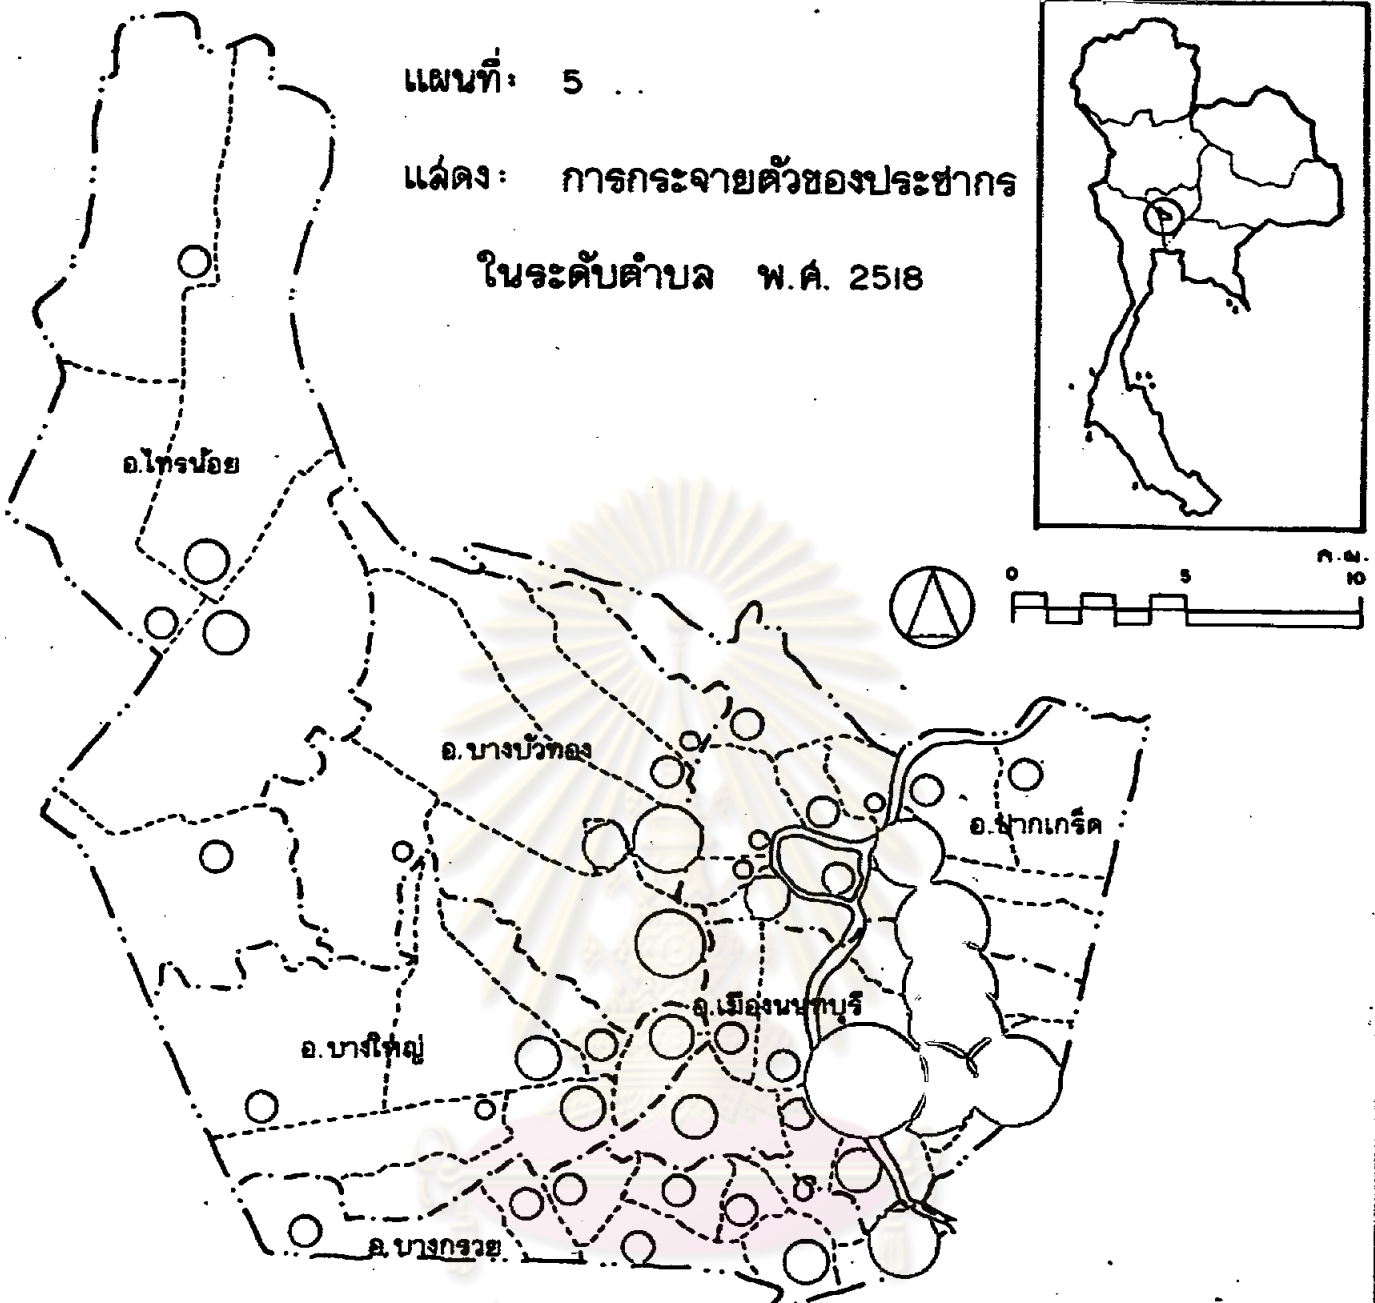 แผนที่: 5
แสดง: การกระจายตัวของประชากร
ในระดับตำบล พ.ศ. 2518
อ.ไทรน้อย
ก.ม.
0 5 10
อ.บางบัวทอง
อ.ปากเกร็ด
อ.เมืองนนทบุรี
อ.บางใหญ่
อ.บางกรวย